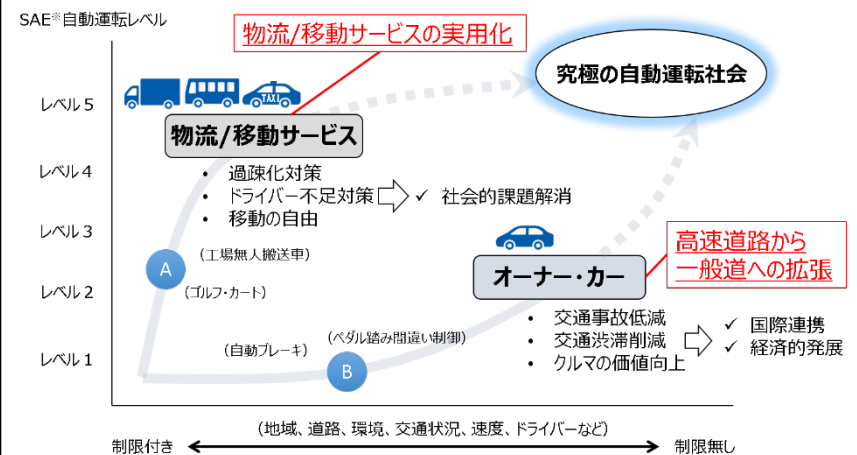 SAE※自動運転レベル
物流/移動サービスの実用化
究極の自動運転社会
レベル 5
TAXI
物流/移動サービス
レベル 4
• 過疎化対策
• ドライバー不足対策
• 移動の自由
✓ 社会的課題解消
レベル 3
高速道路から
一般道への拡張
(工場無人搬送車)
A
オーナー・カー
レベル 2
(ゴルフ・カート)
• 交通事故低減
• 交通渋滞削減
• クルマの価値向上
✓ 国際連携
✓ 経済的発展
(ペダル踏み間違い制御)
(自動ブレーキ)
レベル 1
B
(地域、道路、環境、交通状況、速度、ドライバーなど)
制限付き
制限無し